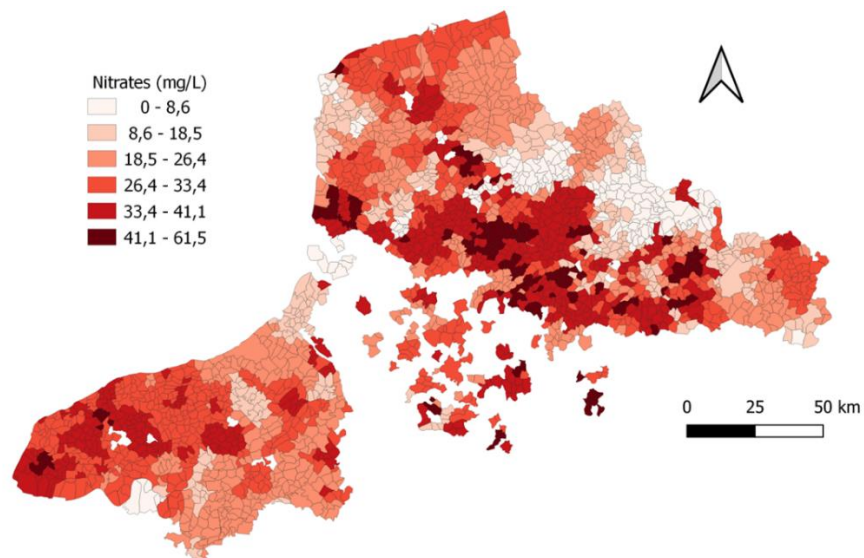 Nitrates (mg/L)
0 - 8,6
8,6 - 18,5
18,5 - 26,4
26,4 - 33,4
33,4 - 41,1
41,1 - 61,5
0 25 50 km